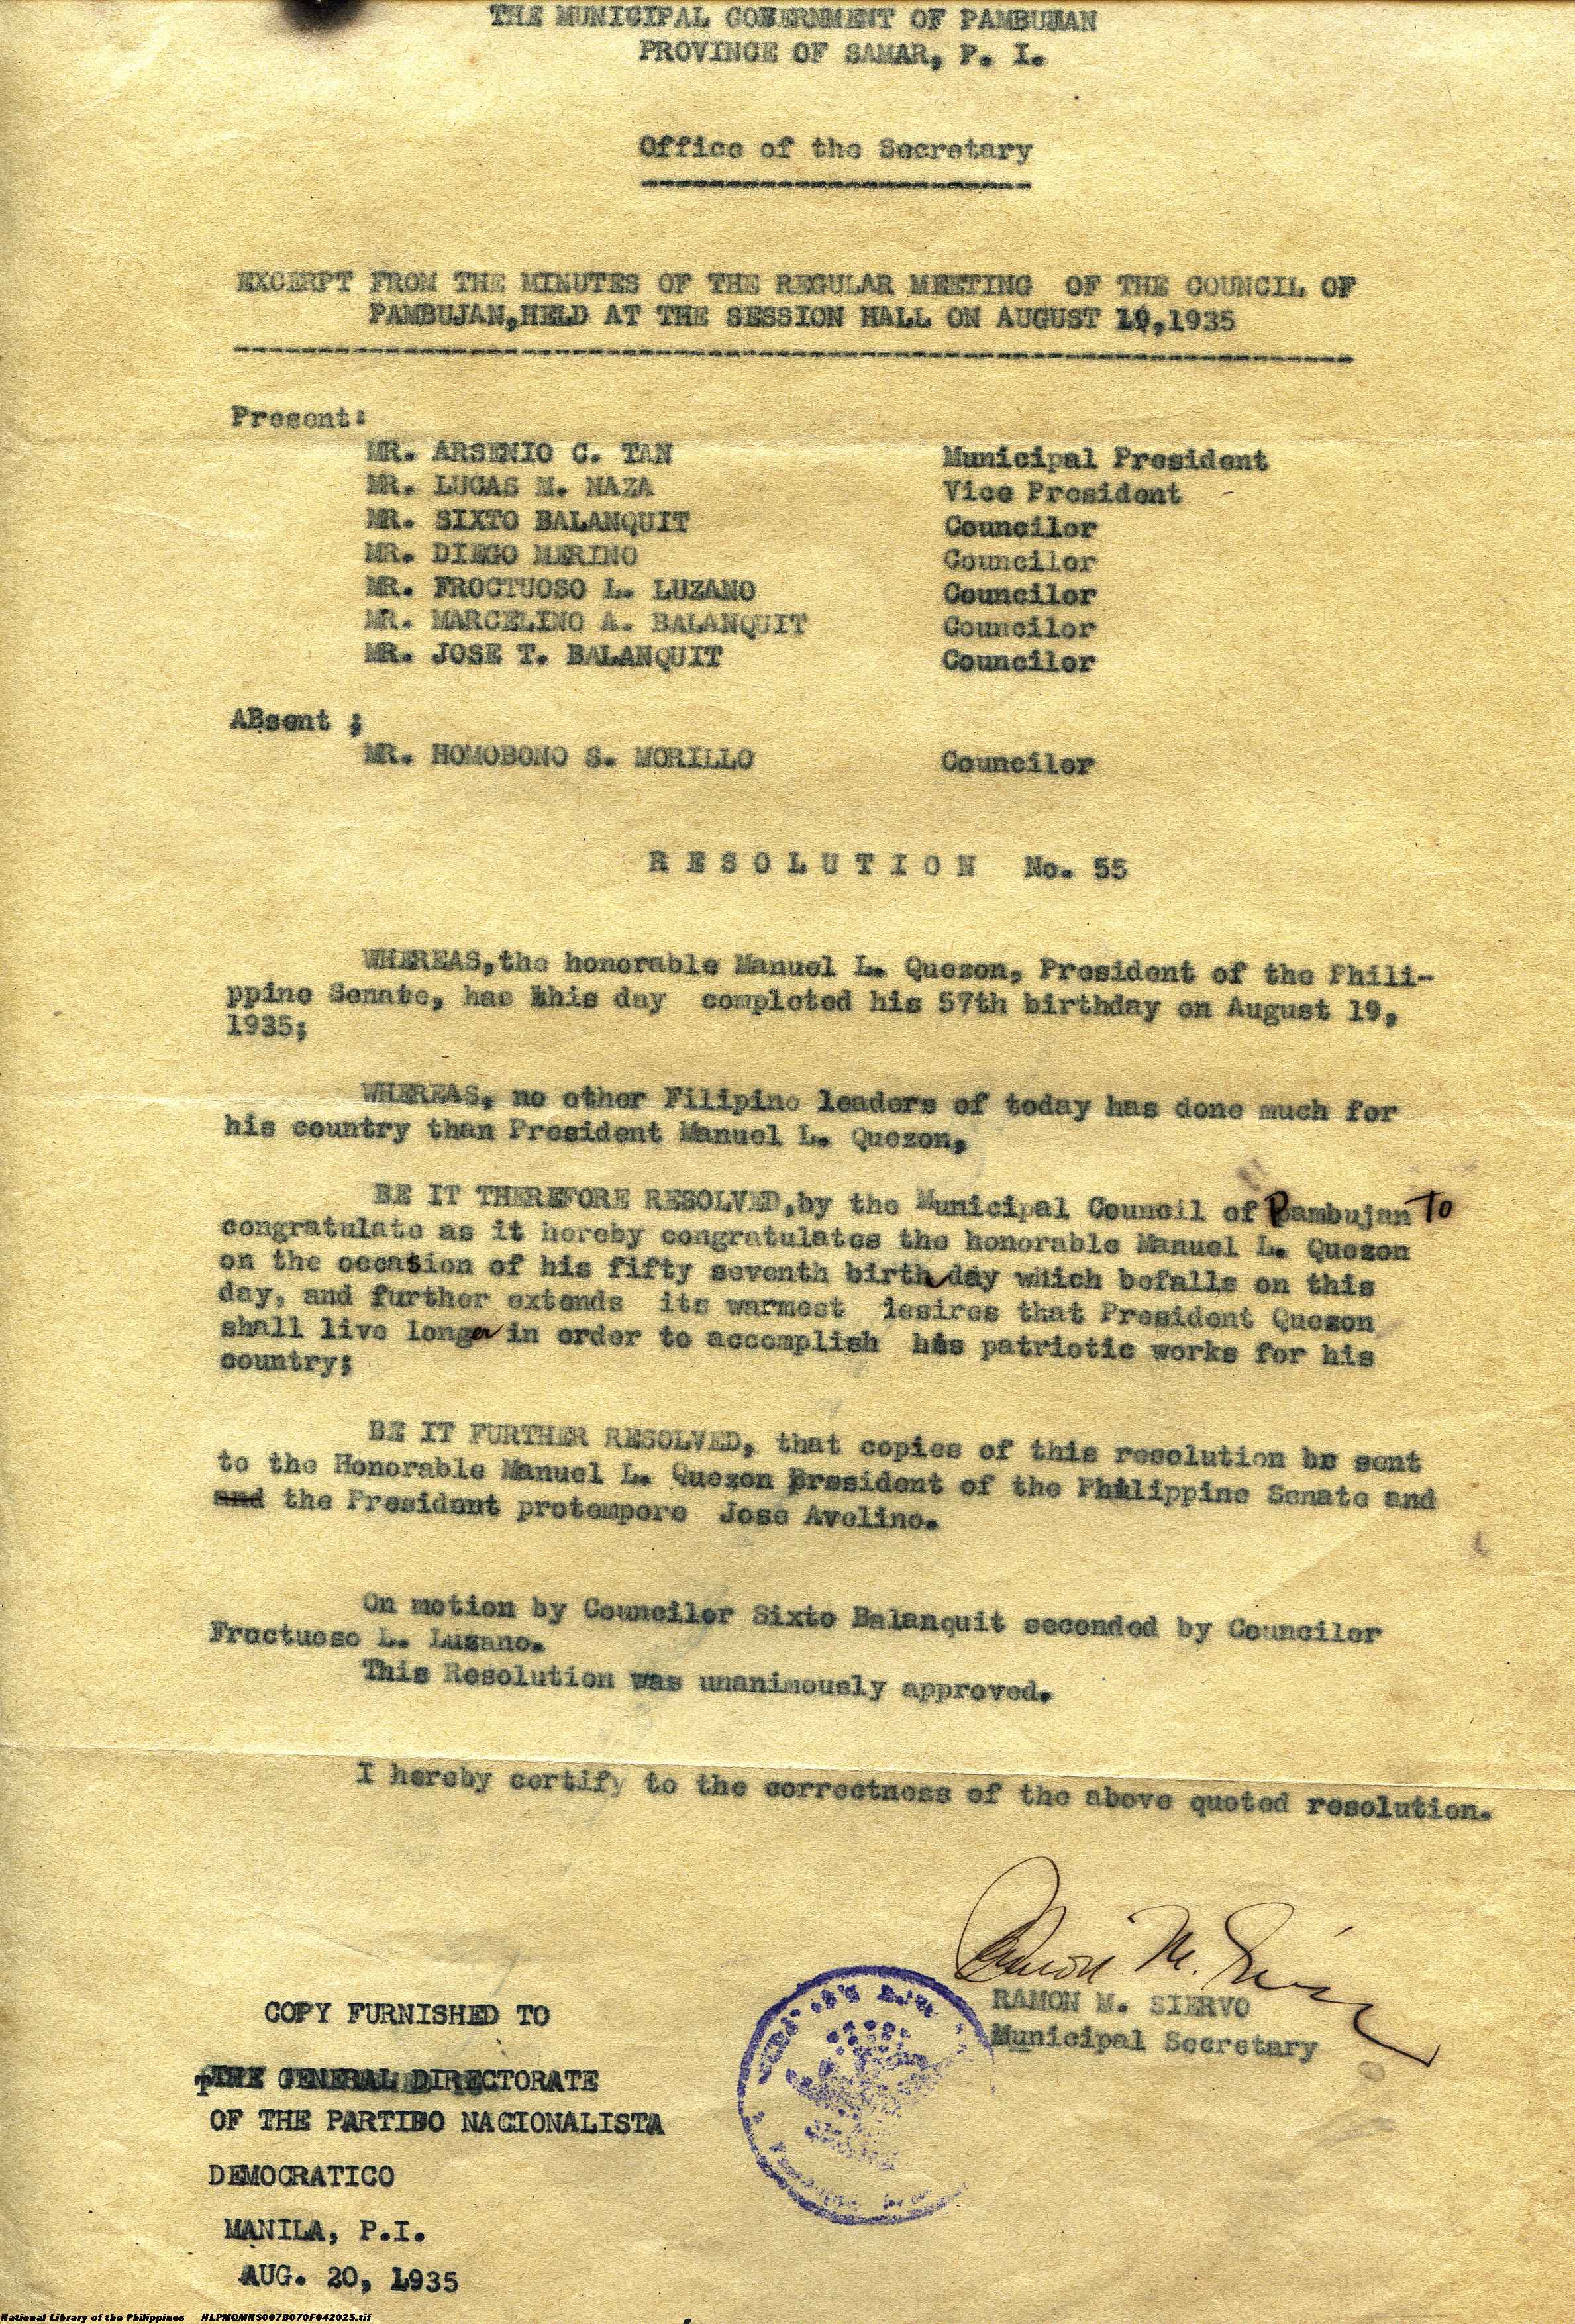 THE MUNICIPAL GOVERNMENT OF PAMBUJAN
PROVINCE OF SAMAR, P. I.
Office of the Secretary
EXCERPT FROM THE MINUTES OF THE REGULAR MEETING OF THE COUNCIL OF
PAMBUJAN,HELD AT THE SESSION HALL ON AUGUST 19,1935
Present:
MR. ARSENIO C. TAN Municipal President
MR. LUCAS M. NAZA Vice President
MR. SIXTO BALANQUIT Councilor
MR. DIEGO MERINO Councilor
MR. FROCTUOSO L. LUZANO Councilor
MR. MARCELINO A. BALANQUIT Councilor
MR. JOSE T. BALANQUIT Councilor
ABsent ;
MR. HOMOBONO S. MORILLO Councilor
R E S O L U T I O N No. 55
WHEREAS,the honorable Manuel L. Quezon, President of the Phili-
ppine Senate, has this day completed his 57th birthday on August 19,
1935;
WHEREAS, no other Filipino leaders of today has done much for
his country than President Manuel L. Quezon,
BE IT THEREFORE RESOLVED,by the Municipal Council of Pambujan To
congratulate as it hereby congratulates the honorable Manuel L. Quezon
on the occasion of his fifty seventh birthday which befalls on this
day, and further extends its warmest desires that President Quezon
shall live longer in order to accomplish his patriotic works for his
country;
BE IT FURTHER RESOLVED, that copies of this resolution be sent
to the Honorable Manuel L. Quezon President of the Philippine Senate and
and the President protempore Jose Avelino.
On motion by Councilor Sixto Balanquit seconded by Councilor
Fructuoso L. Luzano.
This Resolution was unanimously approved.
I hereby certify to the correctness of the above quoted resolution.
Ramon M. Siervo
RAMON M. SIERVO
Municipal Secretary
COPY FURNISHED TO
THE GENERAL DIRECTORATE
OF THE PARTIDO NACIONALISTA
DEMOCRATICO
MANILA, P.I.
AUG. 20, 1935
National Library of the Philippines NLPMQMNS007B070F042025.tif